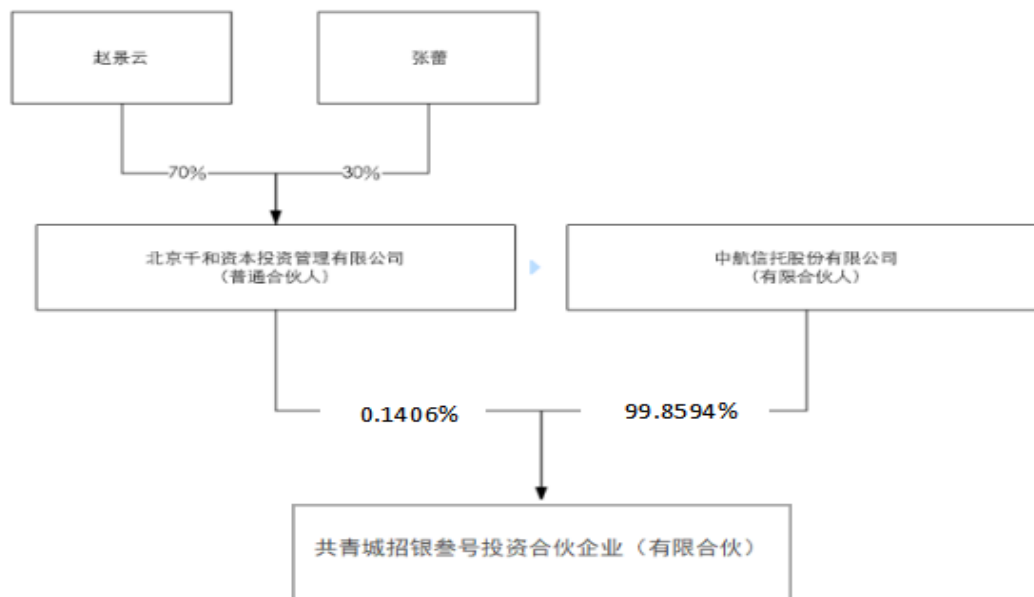 赵景云
张蕾
70%
30%
北京千和资本投资管理有限公司
（普通合伙人）
中航信托股份有限公司
（有限合伙人）
0.1406%
99.8594%
共青城招银叁号投资合伙企业（有限合伙）